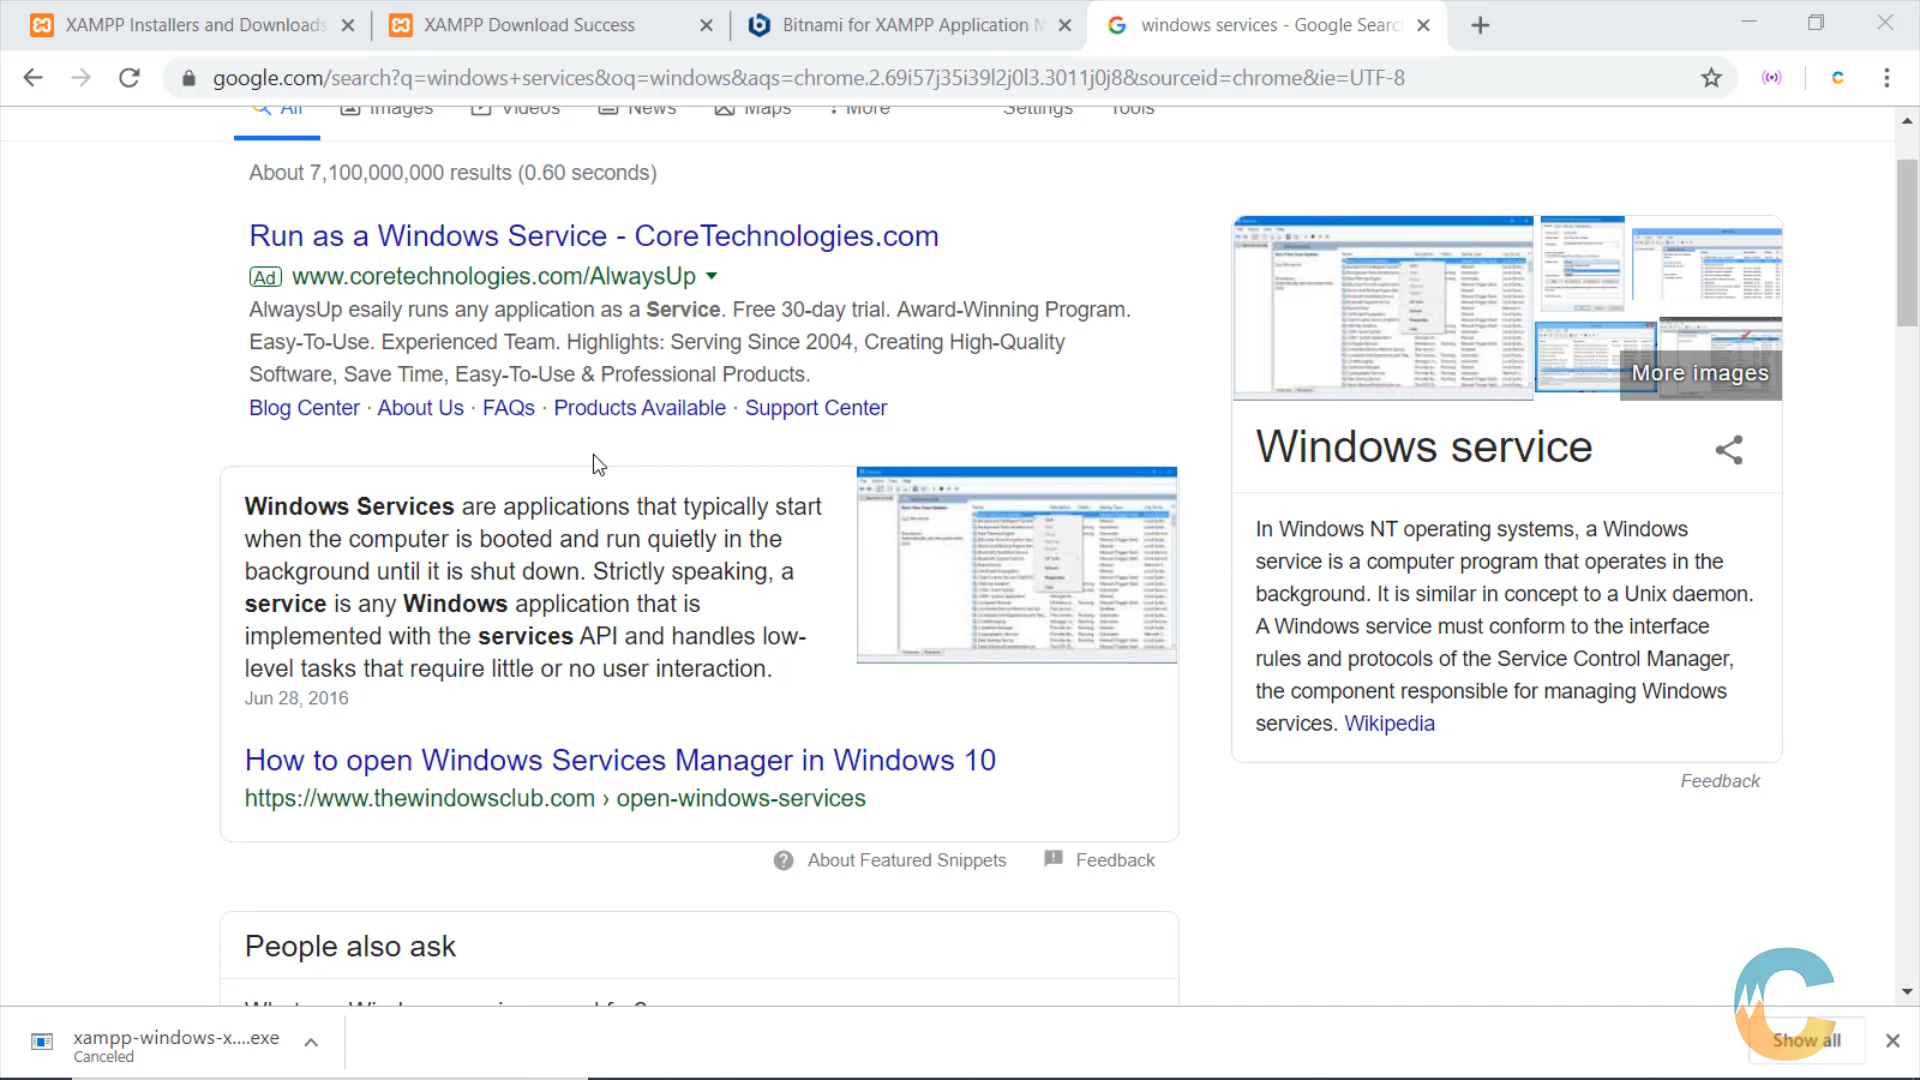 XAMPP Installers and Downloads
XAMPP Download Success
Bitnami for XAMPP Application M
windows services - Google Searc
google.com/search?q=windows+services&oq=windows&aqs=chrome.2.69i57j35i39l2j0l3.3011j0j8&sourceid=chrome&ie=UTF-8
All Images Videos News Maps More Settings Tools
About 7,100,000,000 results (0.60 seconds)
Run as a Windows Service - CoreTechnologies.com
Ad www.coretechnologies.com/AlwaysUp
AlwaysUp esaily runs any application as a Service. Free 30-day trial. Award-Winning Program.
Easy-To-Use. Experienced Team. Highlights: Serving Since 2004, Creating High-Quality
Software, Save Time, Easy-To-Use & Professional Products.
Blog Center · About Us · FAQs · Products Available · Support Center
Windows Services are applications that typically start
when the computer is booted and run quietly in the
background until it is shut down. Strictly speaking, a
service is any Windows application that is
implemented with the services API and handles low-
level tasks that require little or no user interaction.
Jun 28, 2016
How to open Windows Services Manager in Windows 10
https://www.thewindowsclub.com › open-windows-services
About Featured Snippets Feedback
People also ask
More images
Windows service
In Windows NT operating systems, a Windows
service is a computer program that operates in the
background. It is similar in concept to a Unix daemon.
A Windows service must conform to the interface
rules and protocols of the Service Control Manager,
the component responsible for managing Windows
services. Wikipedia
Feedback
xampp-windows-x....exe
Canceled
Show all